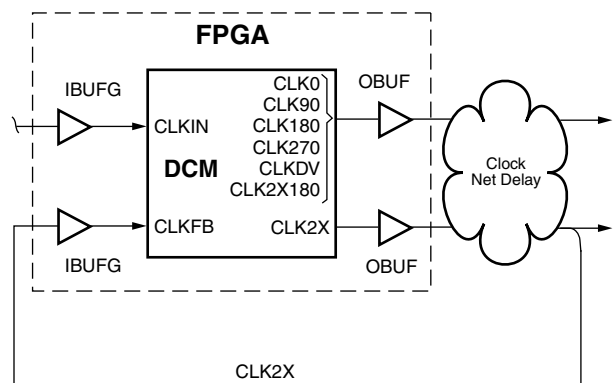 FPGA
IBUFG
CLKIN
DCM
CLK0
CLK90
CLK180
CLK270
CLKDV
CLK2X180
OBUF
Clock
Net Delay
CLKFB
CLK2X
IBUFG
OBUF
CLK2X